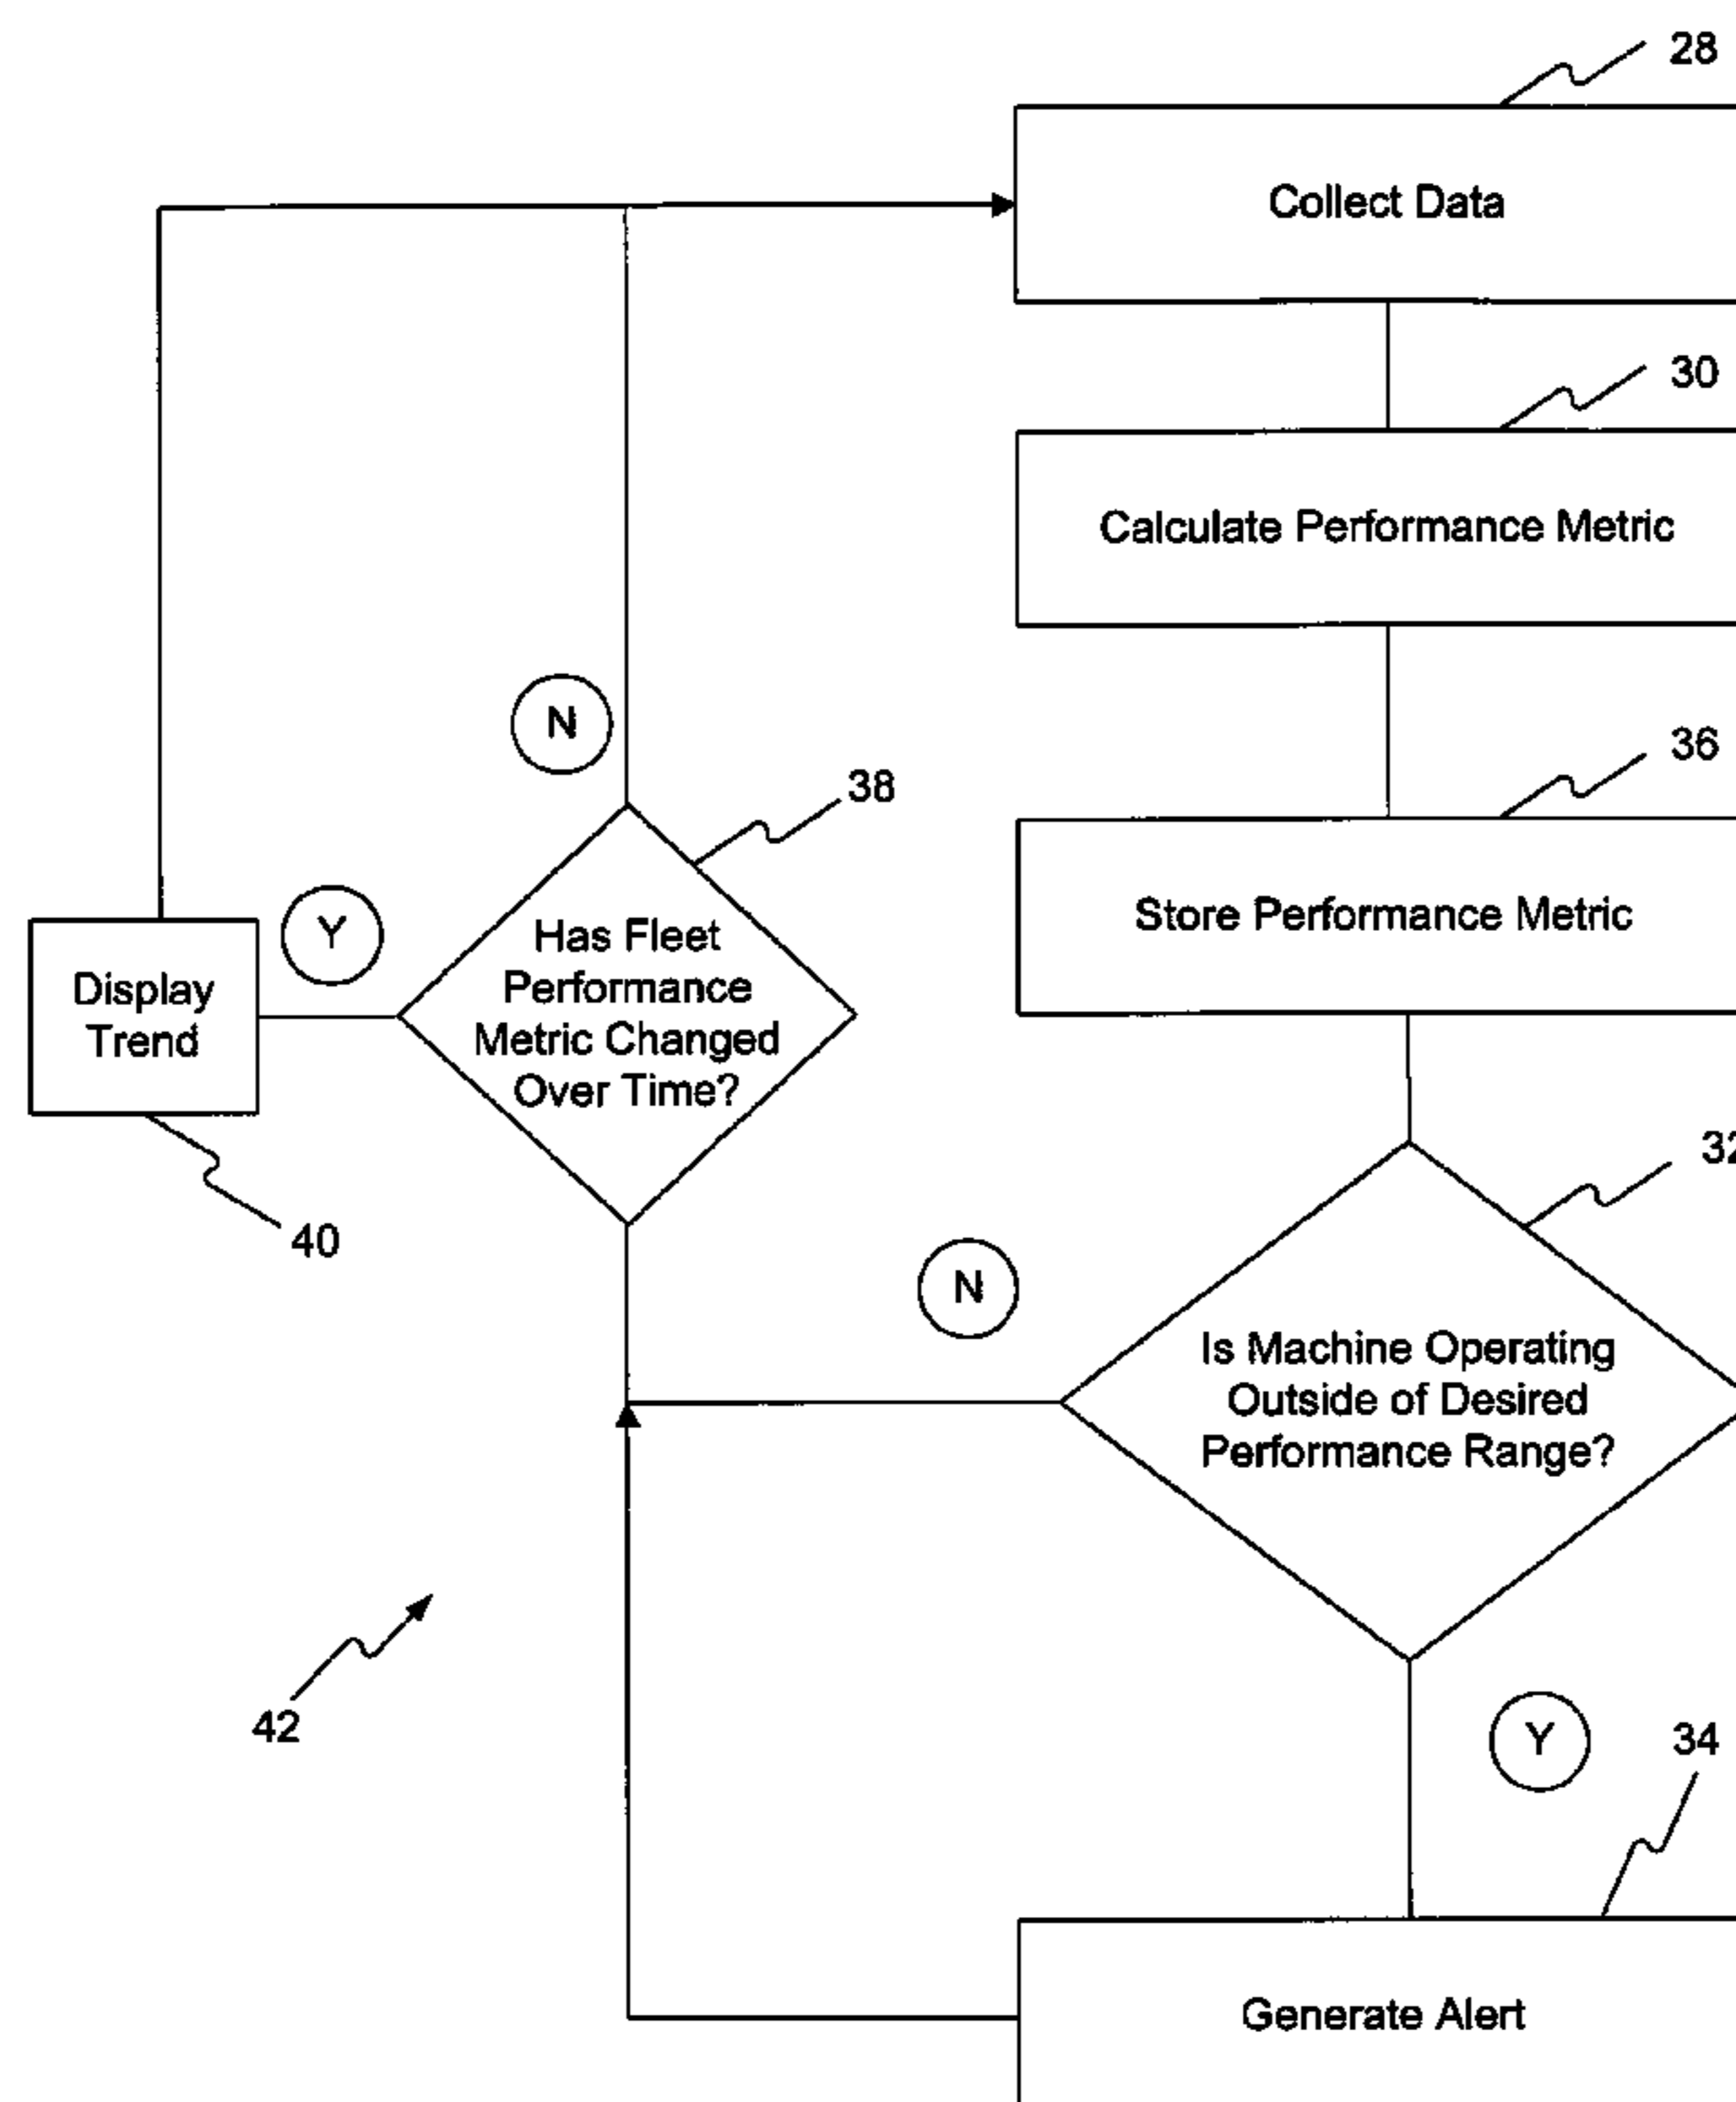 28
Collect Data
30
Calculate Performance Metric
36
Store Performance Metric
N
38
Y
Has Fleet
Performance
Metric Changed
Over Time?
Display
Trend
40
32
N
Is Machine Operating
Outside of Desired
Performance Range?
42
Y
34
Generate Alert